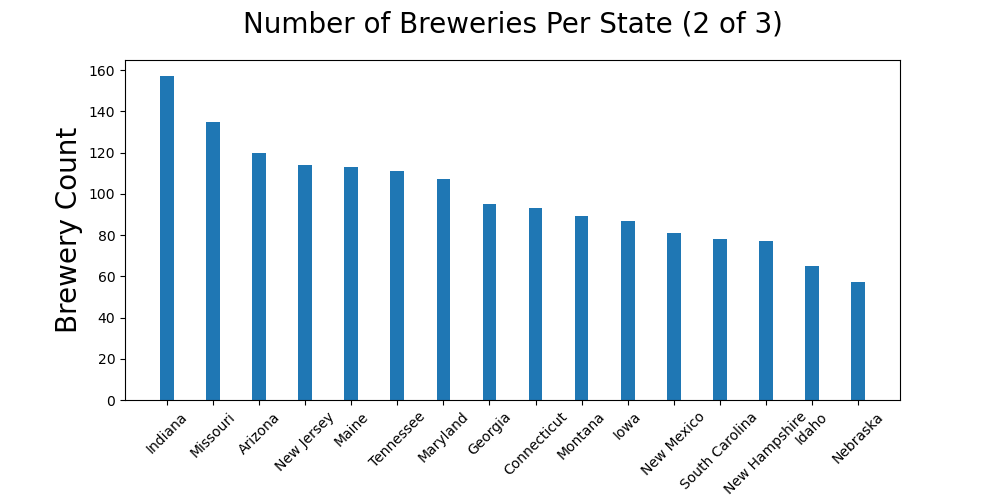 Number of Breweries Per State (2 of 3)
Brewery Count
160
140
120
100
80
60
40
20
0
Indiana
Missouri
Arizona
New Jersey
Maine
Tennessee
Maryland
Georgia
Connecticut
Montana
Iowa
New Mexico
South Carolina
New Hampshire
Idaho
Nebraska